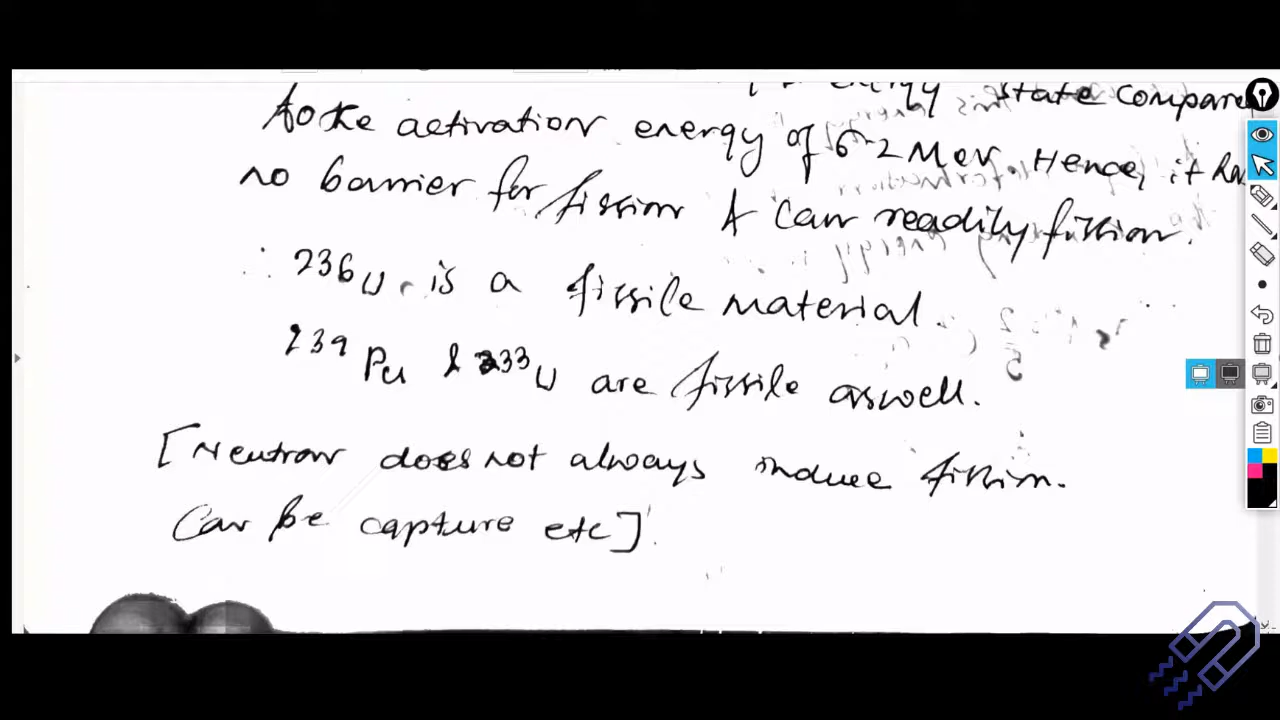 energy state compare
to the activation energy of 6.2 MeV. Hence, it has
no barrier for fission & can readily fission.
∴ ²³⁶U is a fissile material.
²³⁹Pu & ²³³U are fissile aswell.
[Neutron does not always induce fission.
Can be capture etc]